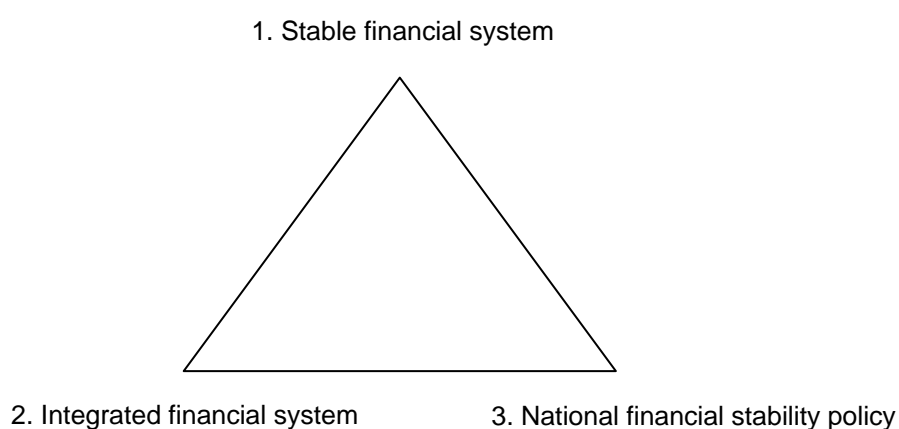 1. Stable financial system
2. Integrated financial system
3. National financial stability policy